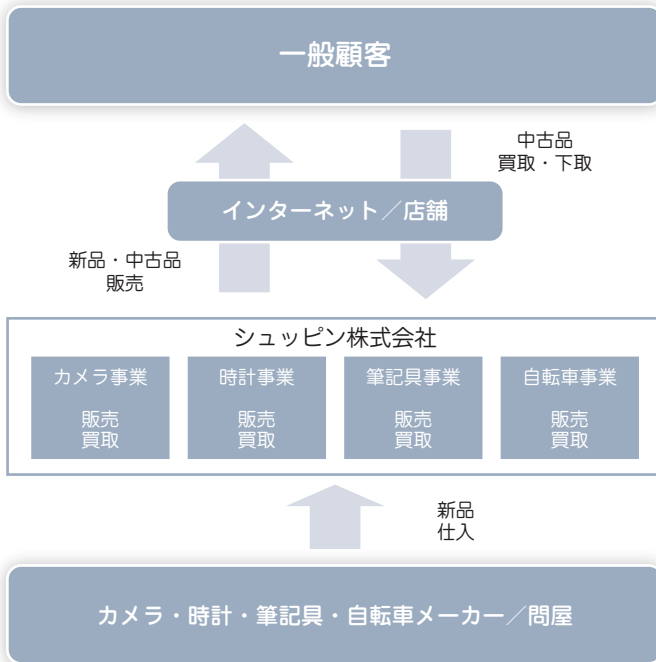 一般顧客
中古品
買取・下取
インターネット／店舗
新品・中古品
販売
シュッピン株式会社
カメラ事業
販売
買取
時計事業
販売
買取
筆記具事業
販売
買取
自転車事業
販売
買取
新品
仕入
カメラ・時計・筆記具・自転車メーカー／問屋